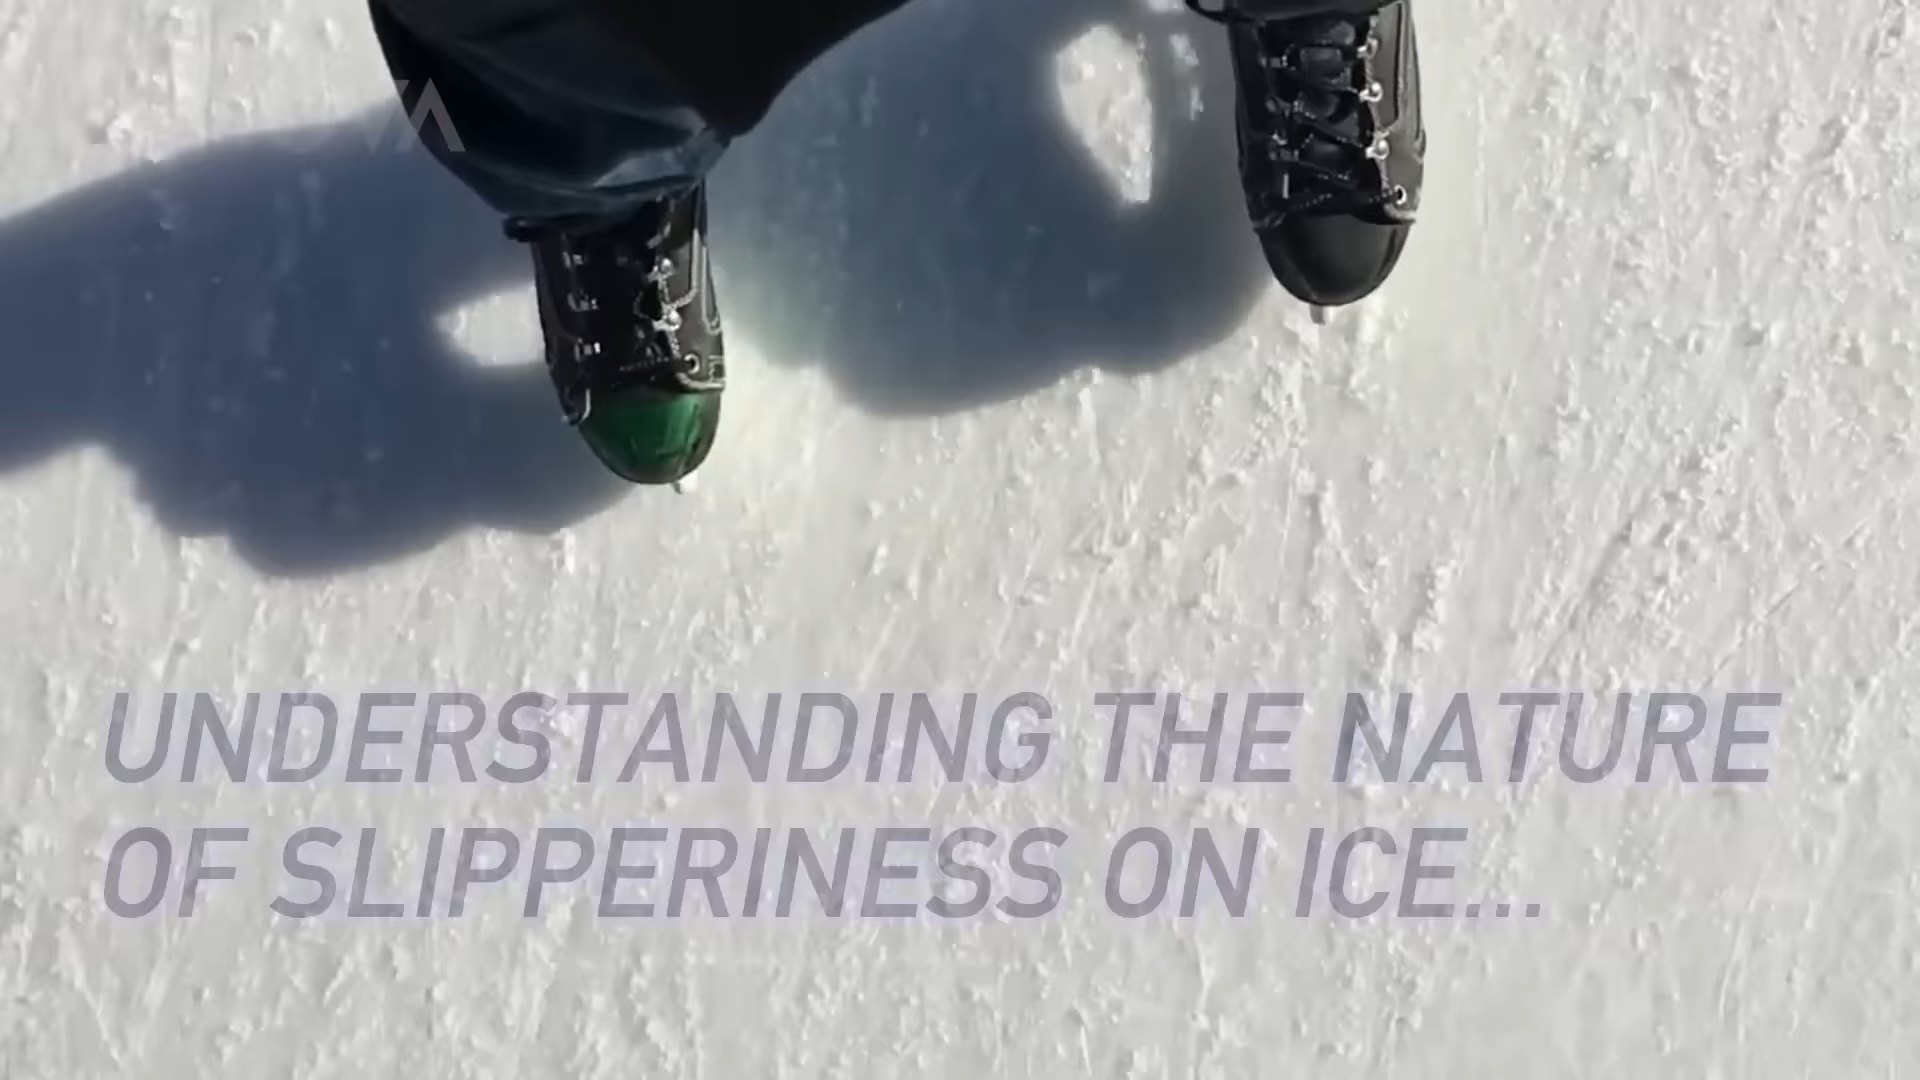 UNDERSTANDING THE NATURE
OF SLIPPERINESS ON ICE...